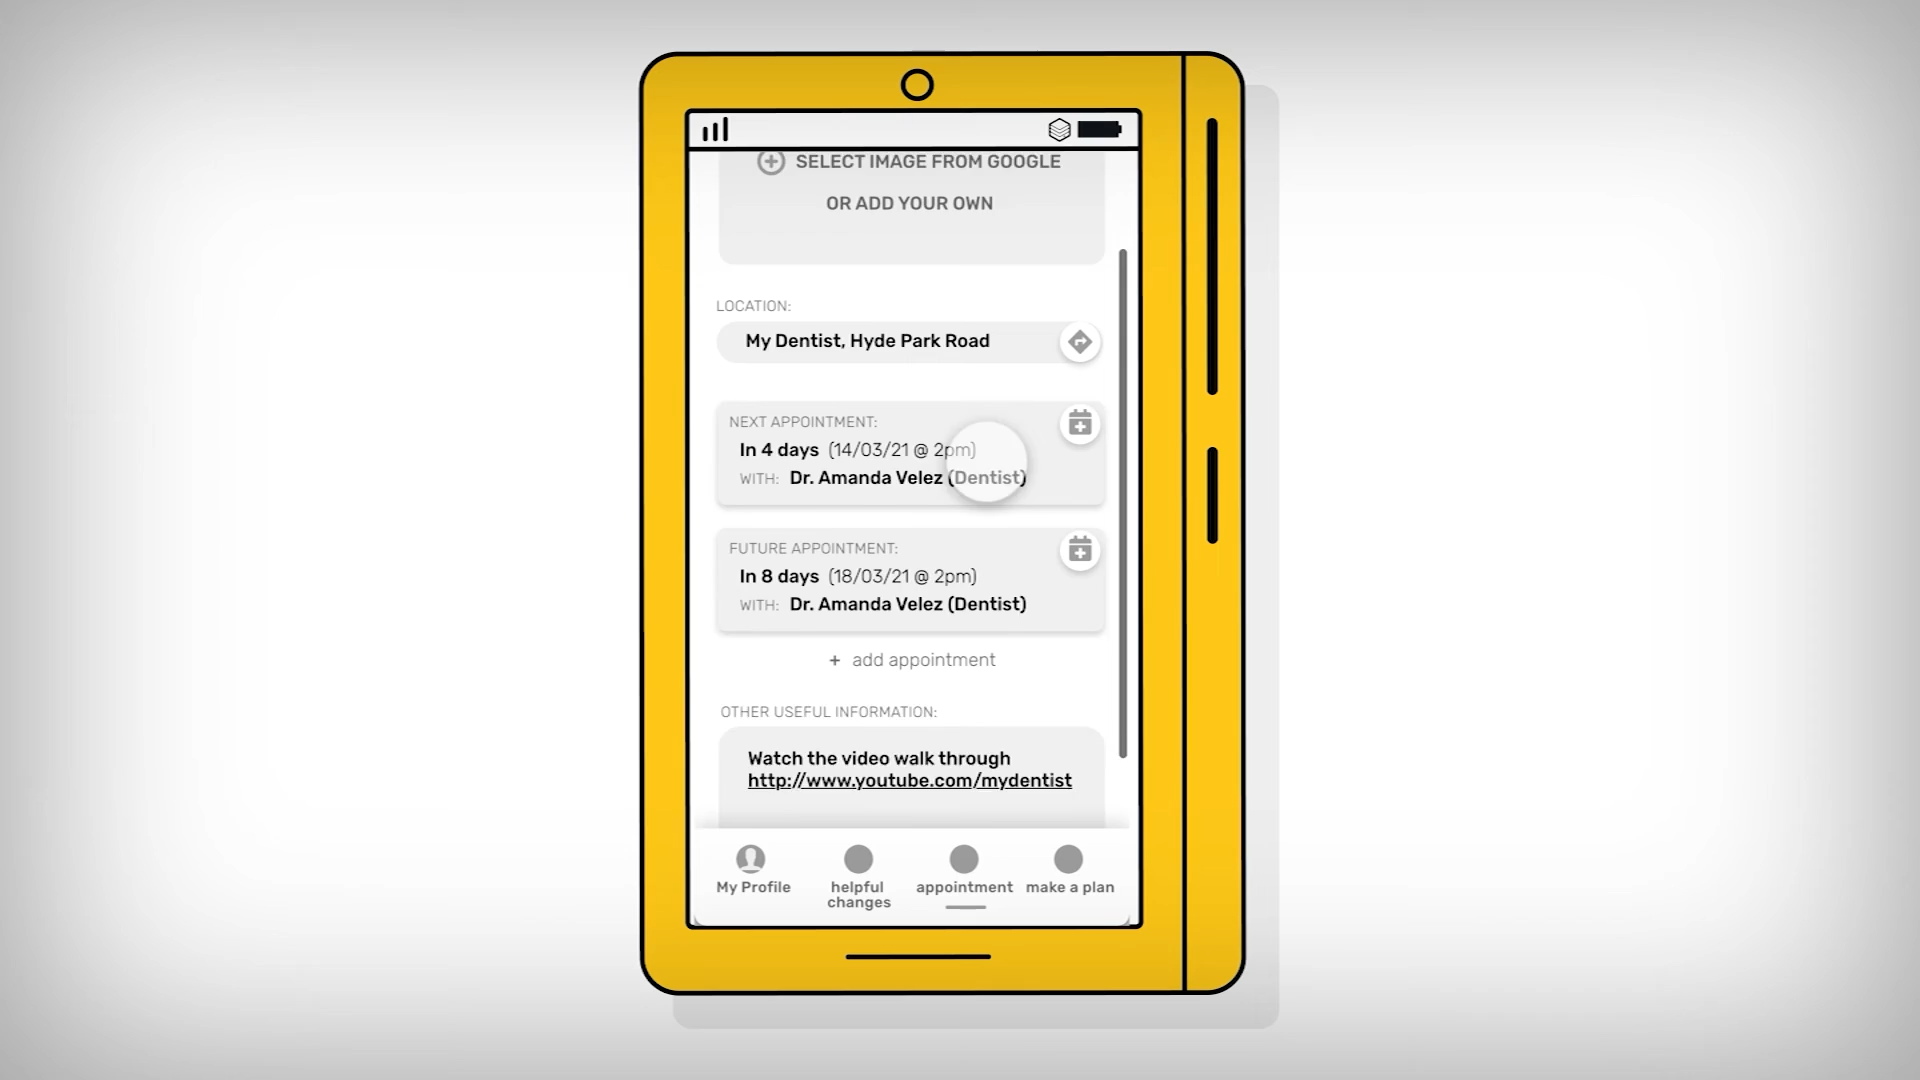 SELECT IMAGE FROM GOOGLE
OR ADD YOUR OWN
LOCATION:
My Dentist, Hyde Park Road
NEXT APPOINTMENT:
In 4 days (14/03/21 @ 2pm)
WITH: Dr. Amanda Velez (Dentist)
FUTURE APPOINTMENT:
In 8 days (18/03/21 @ 2pm)
WITH: Dr. Amanda Velez (Dentist)
+ add appointment
OTHER USEFUL INFORMATION:
Watch the video walk through
http://www.youtube.com/mydentist
My Profile
helpful
changes
appointment
make a plan